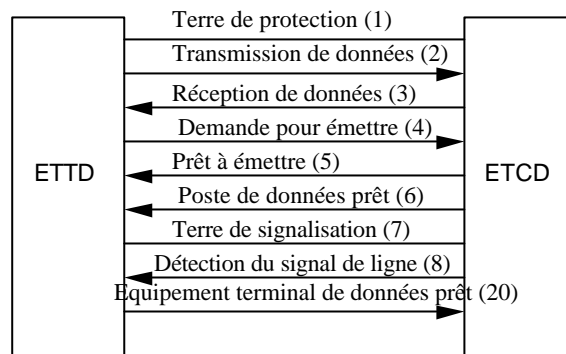 Terre de protection (1)
Transmission de données (2)
Réception de données (3)
Demande pour émettre (4)
ETTD
Prêt à émettre (5)
ETCD
Poste de données prêt (6)
Terre de signalisation (7)
Détection du signal de ligne (8)
Equipement terminal de données prêt (20)